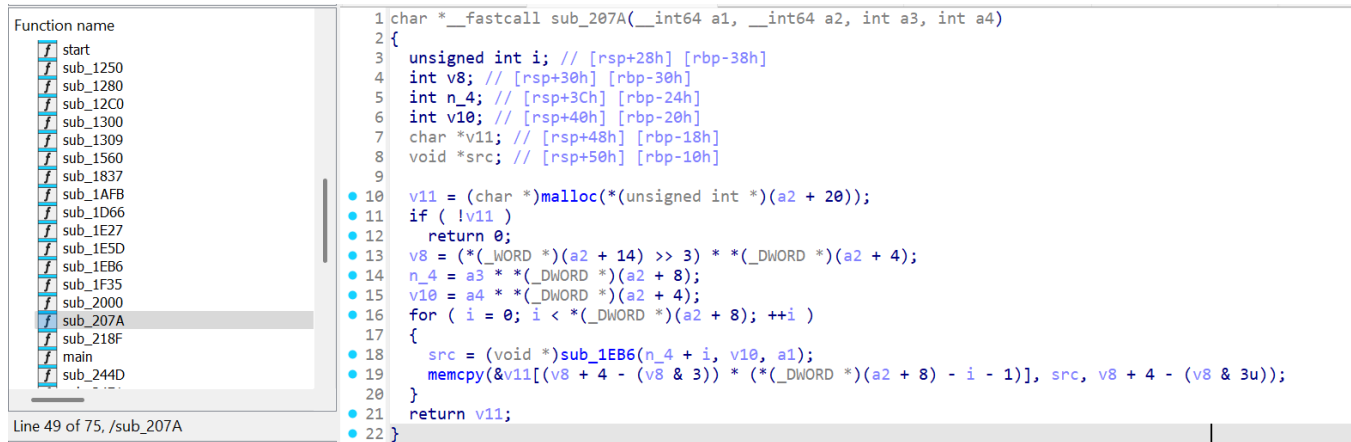 Function name
f start
f sub_1250
f sub_1280
f sub_12C0
f sub_1300
f sub_1309
f sub_1560
f sub_1837
f sub_1AFB
f sub_1D66
f sub_1E27
f sub_1E5D
f sub_1EB6
f sub_1F35
f sub_2000
f sub_207A
f sub_218F
f main
f sub_244D
Line 49 of 75, /sub_207A
1 char *__fastcall sub_207A(__int64 a1, __int64 a2, int a3, int a4)
2 {
3   unsigned int i; // [rsp+28h] [rbp-38h]
4   int v8; // [rsp+30h] [rbp-30h]
5   int n_4; // [rsp+3Ch] [rbp-24h]
6   int v10; // [rsp+40h] [rbp-20h]
7   char *v11; // [rsp+48h] [rbp-18h]
8   void *src; // [rsp+50h] [rbp-10h]
9
10   v11 = (char *)malloc(*(unsigned int *)(a2 + 20));
11   if ( !v11 )
12     return 0;
13   v8 = (*(_WORD *)(a2 + 14) >> 3) * *(_DWORD *)(a2 + 4);
14   n_4 = a3 * *(_DWORD *)(a2 + 8);
15   v10 = a4 * *(_DWORD *)(a2 + 4);
16   for ( i = 0; i < *(_DWORD *)(a2 + 8); ++i )
17   {
18     src = (void *)sub_1EB6(n_4 + i, v10, a1);
19     memcpy(&v11[(v8 + 4 - (v8 & 3)) * (*(_DWORD *)(a2 + 8) - i - 1)], src, v8 + 4 - (v8 & 3u));
20   }
21   return v11;
22 }